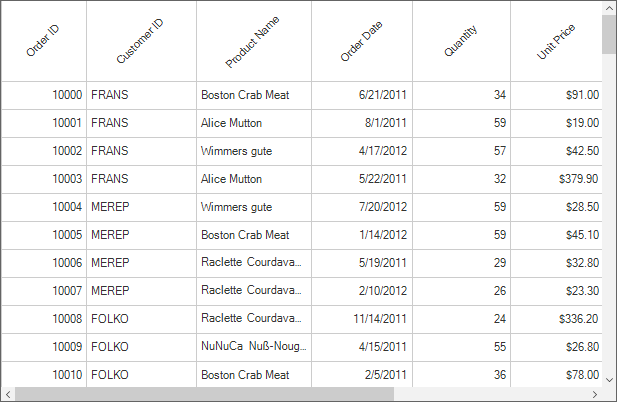 Order ID Customer ID Product Name Order Date Quantity Unit Price
10000 FRANS Boston Crab Meat 6/21/2011 34 $91.00
10001 FRANS Alice Mutton 8/1/2011 59 $19.00
10002 FRANS Wimmers gute 4/17/2012 57 $42.50
10003 FRANS Alice Mutton 5/22/2011 32 $379.90
10004 MEREP Wimmers gute 7/20/2012 59 $28.50
10005 MEREP Boston Crab Meat 1/14/2012 59 $45.10
10006 MEREP Raclette Courdava... 5/19/2011 29 $32.80
10007 MEREP Raclette Courdava... 2/10/2012 26 $23.30
10008 FOLKO Raclette Courdava... 11/14/2011 24 $336.20
10009 FOLKO NuNuCa Nuß-Noug... 4/15/2011 55 $26.80
10010 FOLKO Boston Crab Meat 2/5/2011 36 $78.00